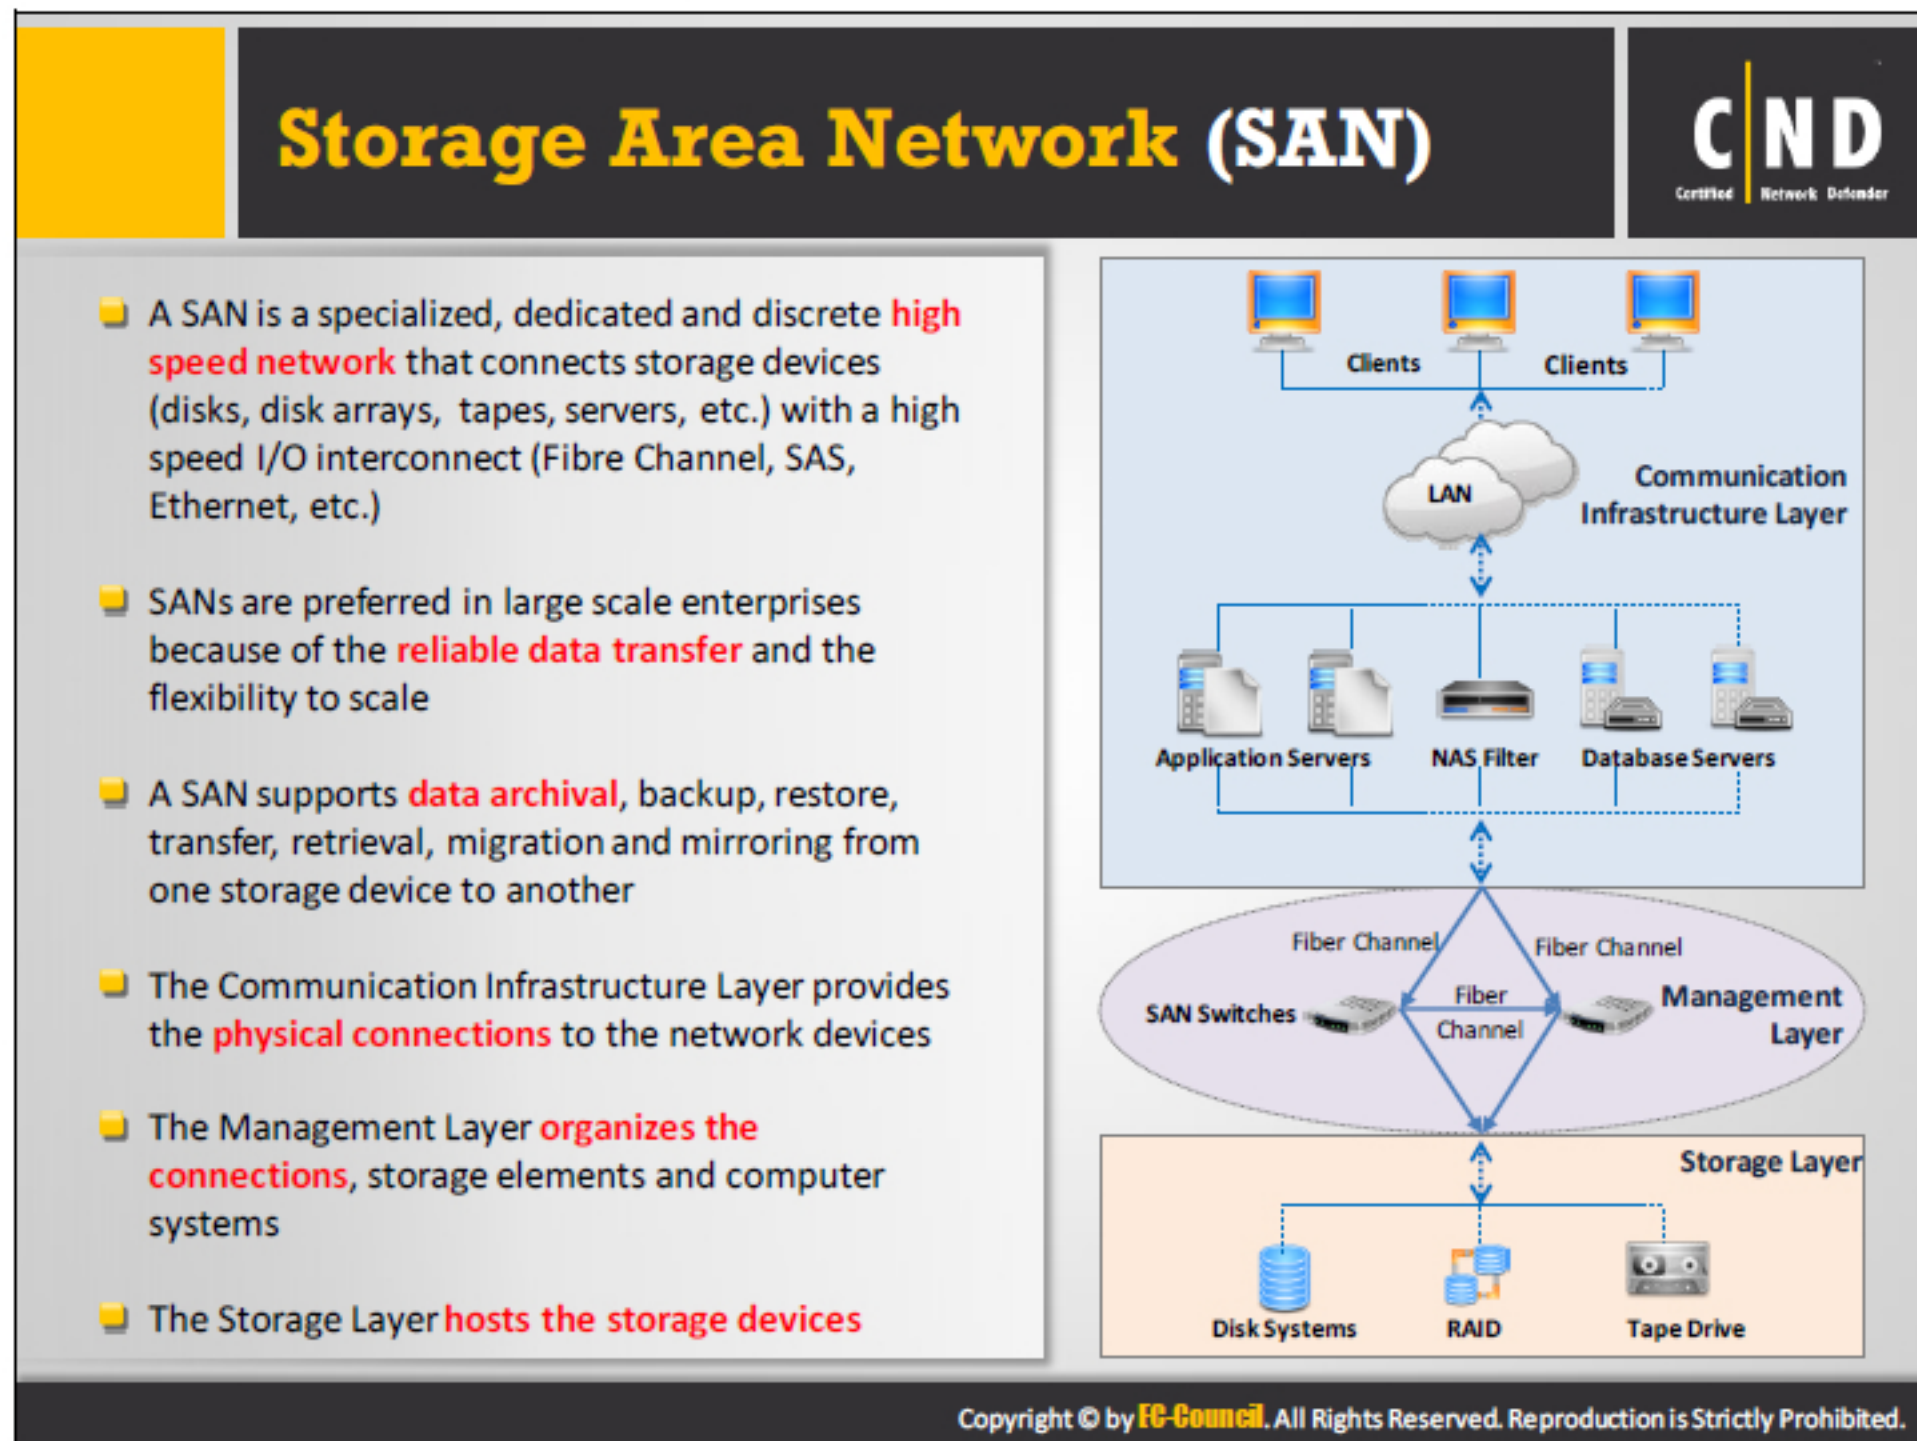 Storage Area Network (SAN)
C N D
Certified Network Defender
A SAN is a specialized, dedicated and discrete high
speed network that connects storage devices
(disks, disk arrays, tapes, servers, etc.) with a high
speed I/O interconnect (Fibre Channel, SAS,
Ethernet, etc.)
SANs are preferred in large scale enterprises
because of the reliable data transfer and the
flexibility to scale
A SAN supports data archival, backup, restore,
transfer, retrieval, migration and mirroring from
one storage device to another
The Communication Infrastructure Layer provides
the physical connections to the network devices
The Management Layer organizes the
connections, storage elements and computer
systems
The Storage Layer hosts the storage devices
Clients
Clients
LAN
Communication
Infrastructure Layer
Application Servers
NAS Filter
Database Servers
Fiber Channel
Fiber Channel
SAN Switches
Fiber
Channel
Management
Layer
Storage Layer
Disk Systems
RAID
Tape Drive
Copyright © by EC-Council. All Rights Reserved. Reproduction is Strictly Prohibited.